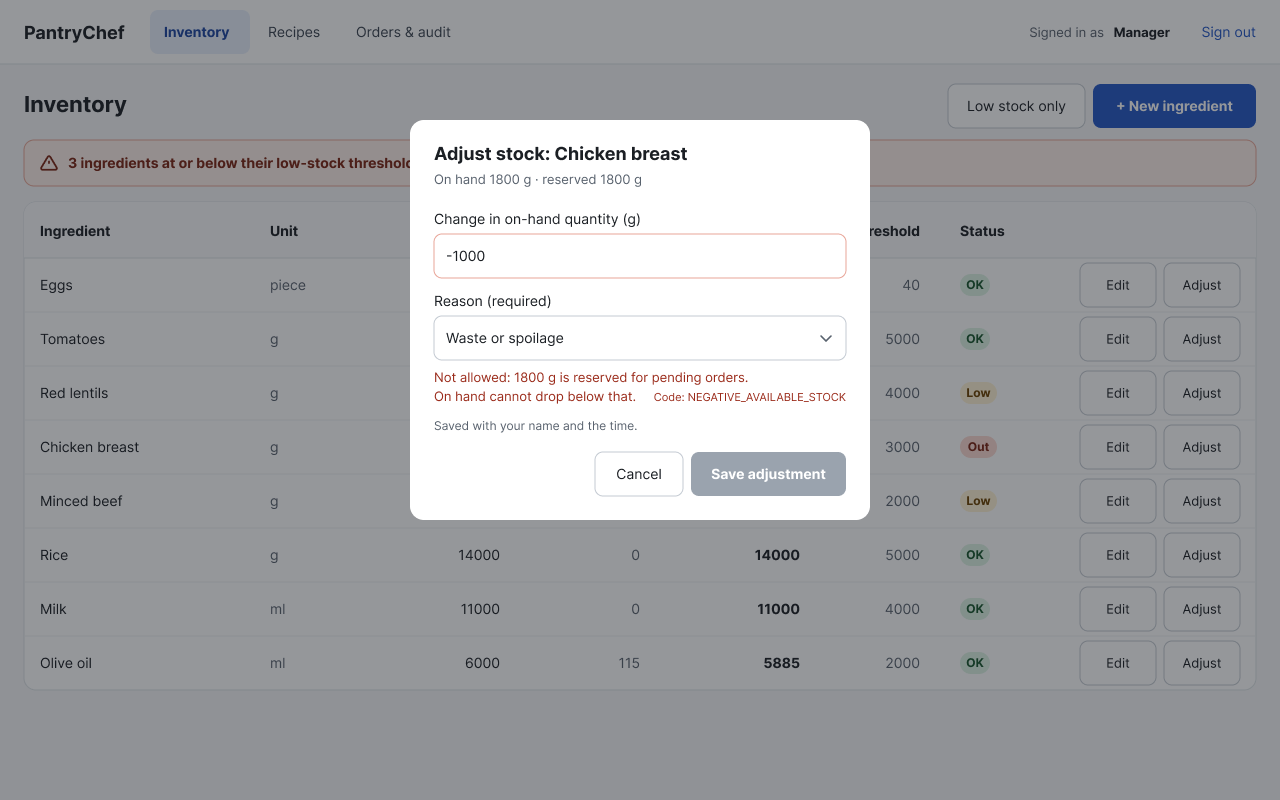 PantryChef Inventory Recipes Orders & audit Signed in as Manager Sign out
Inventory Low stock only + New ingredient
3 ingredients at or below their low-stock threshold
Adjust stock: Chicken breast
On hand 1800 g · reserved 1800 g
Change in on-hand quantity (g)
-1000
Reason (required)
Waste or spoilage
Not allowed: 1800 g is reserved for pending orders.
On hand cannot drop below that. Code: NEGATIVE_AVAILABLE_STOCK
Saved with your name and the time.
Cancel Save adjustment
Ingredient Unit Status
Eggs piece 40 OK Edit Adjust
Tomatoes g 5000 OK Edit Adjust
Red lentils g 4000 Low Edit Adjust
Chicken breast g 3000 Out Edit Adjust
Minced beef g 2000 Low Edit Adjust
Rice g 14000 0 14000 5000 OK Edit Adjust
Milk ml 11000 0 11000 4000 OK Edit Adjust
Olive oil ml 6000 115 5885 2000 OK Edit Adjust